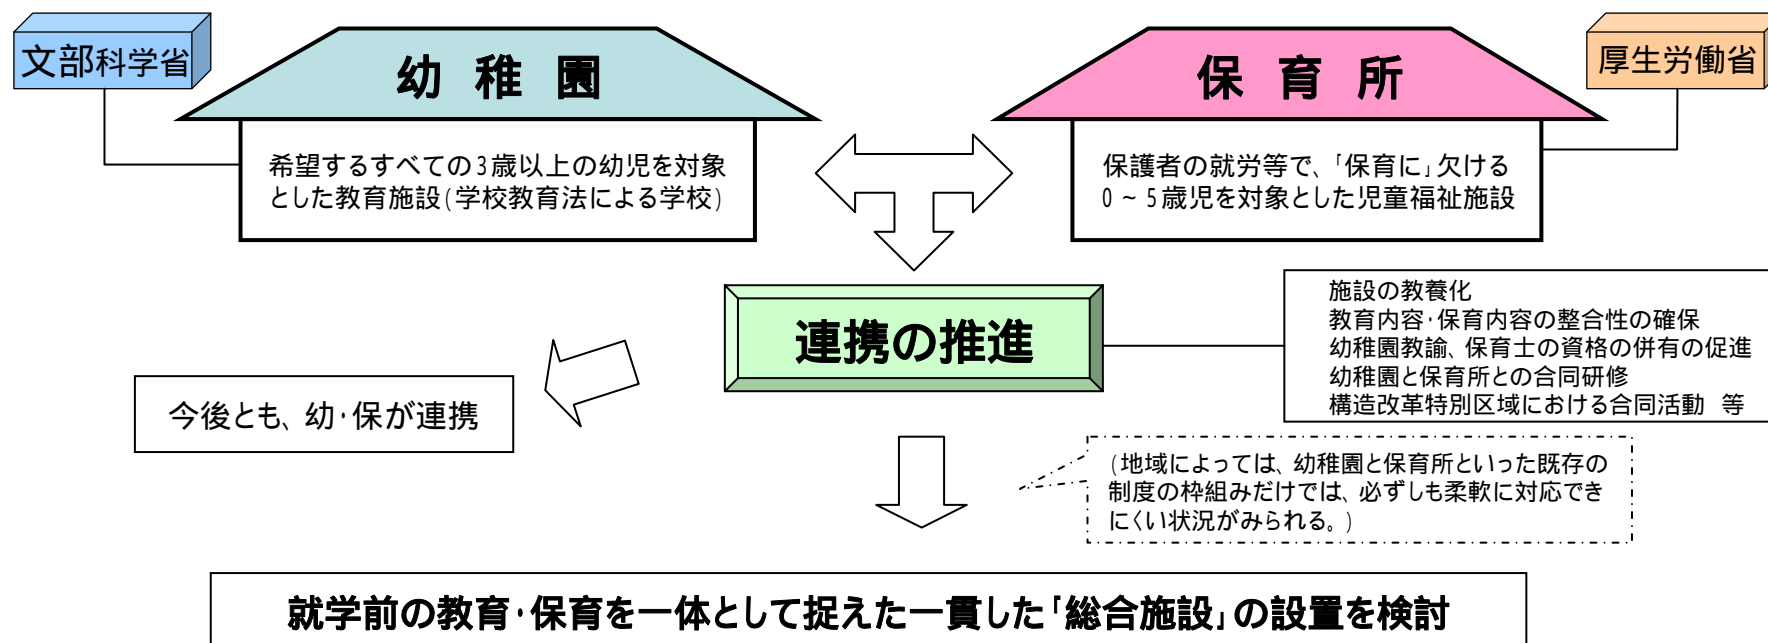 文部科学省
幼稚園
希望するすべての3歳以上の幼児を対象
とした教育施設(学校教育法による学校)
保育所
厚生労働省
保護者の就労等で、「保育に」欠ける
0~5歳児を対象とした児童福祉施設
連携の推進
施設の教養化
教育内容・保育内容の整合性の確保
幼稚園教諭、保育士の資格の併有の促進
幼稚園と保育所との合同研修
構造改革特別区域における合同活動 等
今後とも、幼・保が連携
(地域によっては、幼稚園と保育所といった既存の
制度の枠組みだけでは、必ずしも柔軟に対応でき
にくい状況がみられる。)
就学前の教育・保育を一体として捉えた一貫した「総合施設」の設置を検討